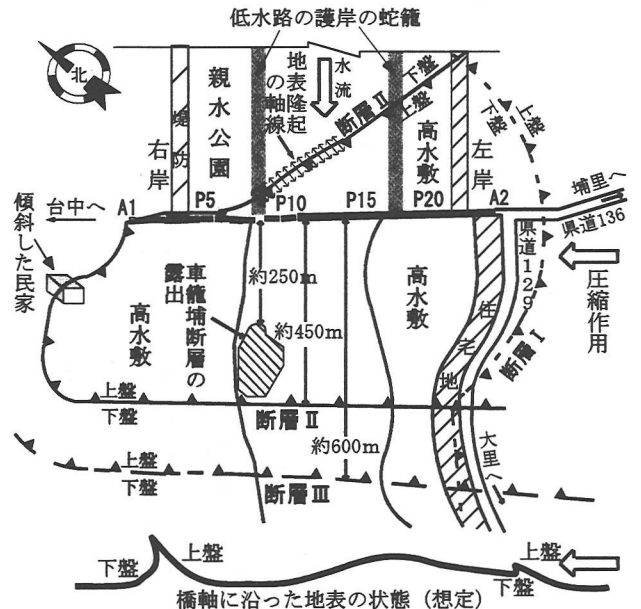 低水路の護岸の蛇籠
北
堤防
右岸
親水公園
地表隆起
の軸線
水流
下盤
上盤
断層II
高水敷
左岸
上盤
下盤
埔里へ
県道136
台中へ
A1
P5
P10
P15
P20
A2
傾斜した民家
高水敷
車籠埔断層の
露出
約250m
約450m
高水敷
住宅地
県道129
圧縮作用
断層I
上盤
下盤
断層II
約600m
大里へ
上盤
下盤
断層III
下盤
上盤
上盤
下盤
橋軸に沿った地表の状態（想定）